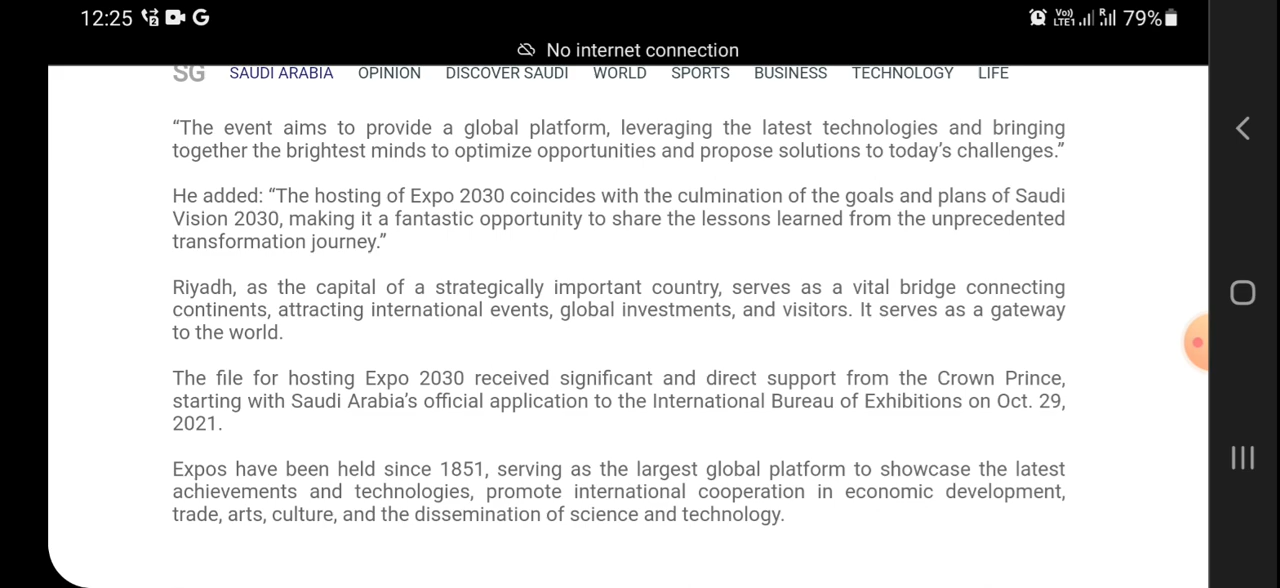 12:25
Vo)) LTE1 R 79%
No internet connection
SG SAUDI ARABIA OPINION DISCOVER SAUDI WORLD SPORTS BUSINESS TECHNOLOGY LIFE
“The event aims to provide a global platform, leveraging the latest technologies and bringing
together the brightest minds to optimize opportunities and propose solutions to today’s challenges.”
He added: “The hosting of Expo 2030 coincides with the culmination of the goals and plans of Saudi
Vision 2030, making it a fantastic opportunity to share the lessons learned from the unprecedented
transformation journey.”
Riyadh, as the capital of a strategically important country, serves as a vital bridge connecting
continents, attracting international events, global investments, and visitors. It serves as a gateway
to the world.
The file for hosting Expo 2030 received significant and direct support from the Crown Prince,
starting with Saudi Arabia’s official application to the International Bureau of Exhibitions on Oct. 29,
2021.
Expos have been held since 1851, serving as the largest global platform to showcase the latest
achievements and technologies, promote international cooperation in economic development,
trade, arts, culture, and the dissemination of science and technology.